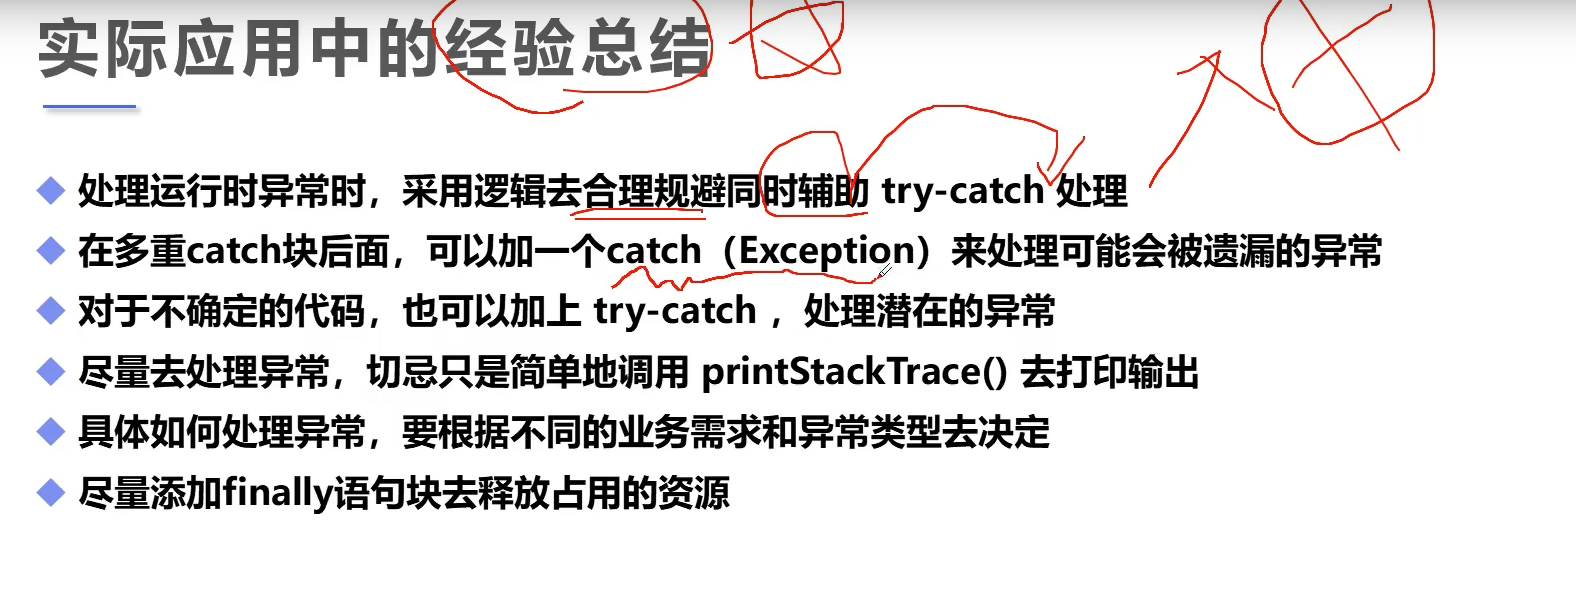 实际应用中的经验总结
处理运行时异常时，采用逻辑去合理规避同时辅助 try-catch 处理
在多重catch块后面，可以加一个catch（Exception）来处理可能会被遗漏的异常
对于不确定的代码，也可以加上 try-catch ，处理潜在的异常
尽量去处理异常，切忌只是简单地调用 printStackTrace() 去打印输出
具体如何处理异常，要根据不同的业务需求和异常类型去决定
尽量添加finally语句块去释放占用的资源